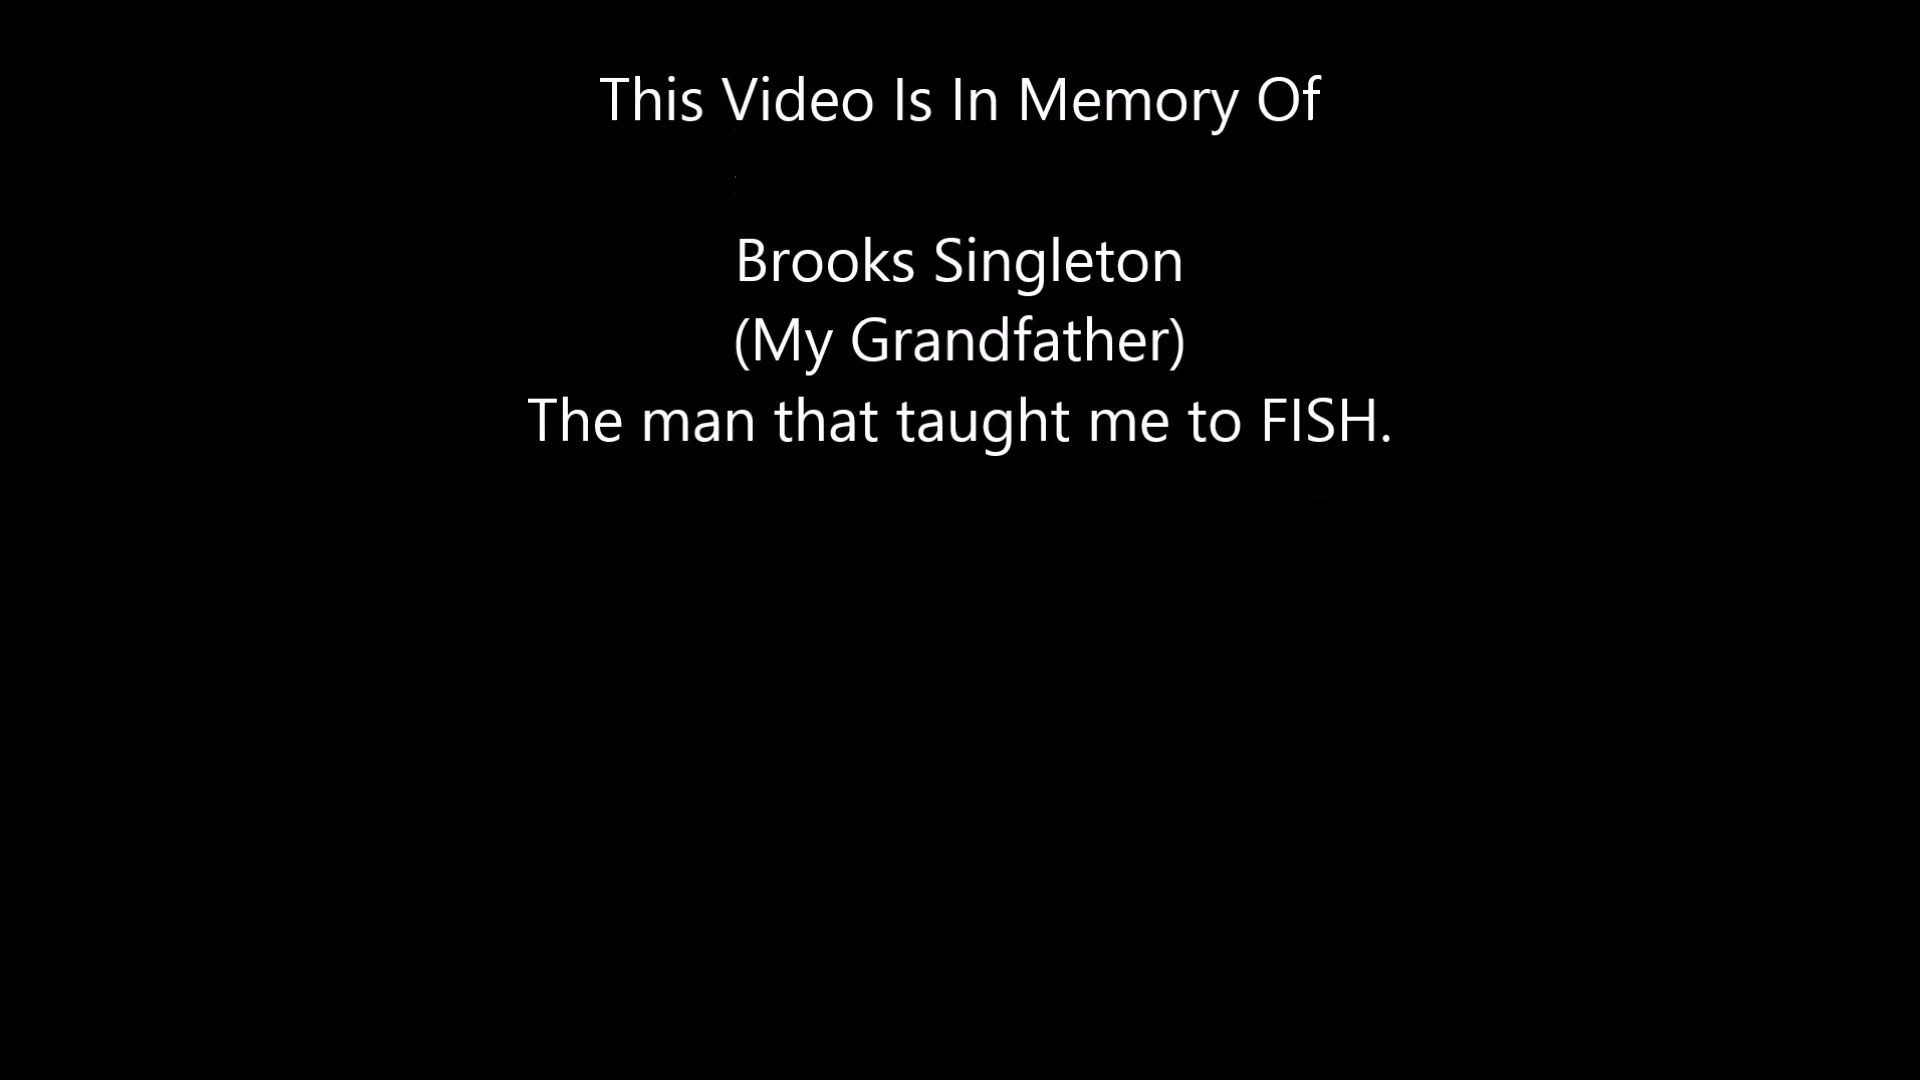 This Video Is In Memory Of
Brooks Singleton
(My Grandfather)
The man that taught me to FISH.